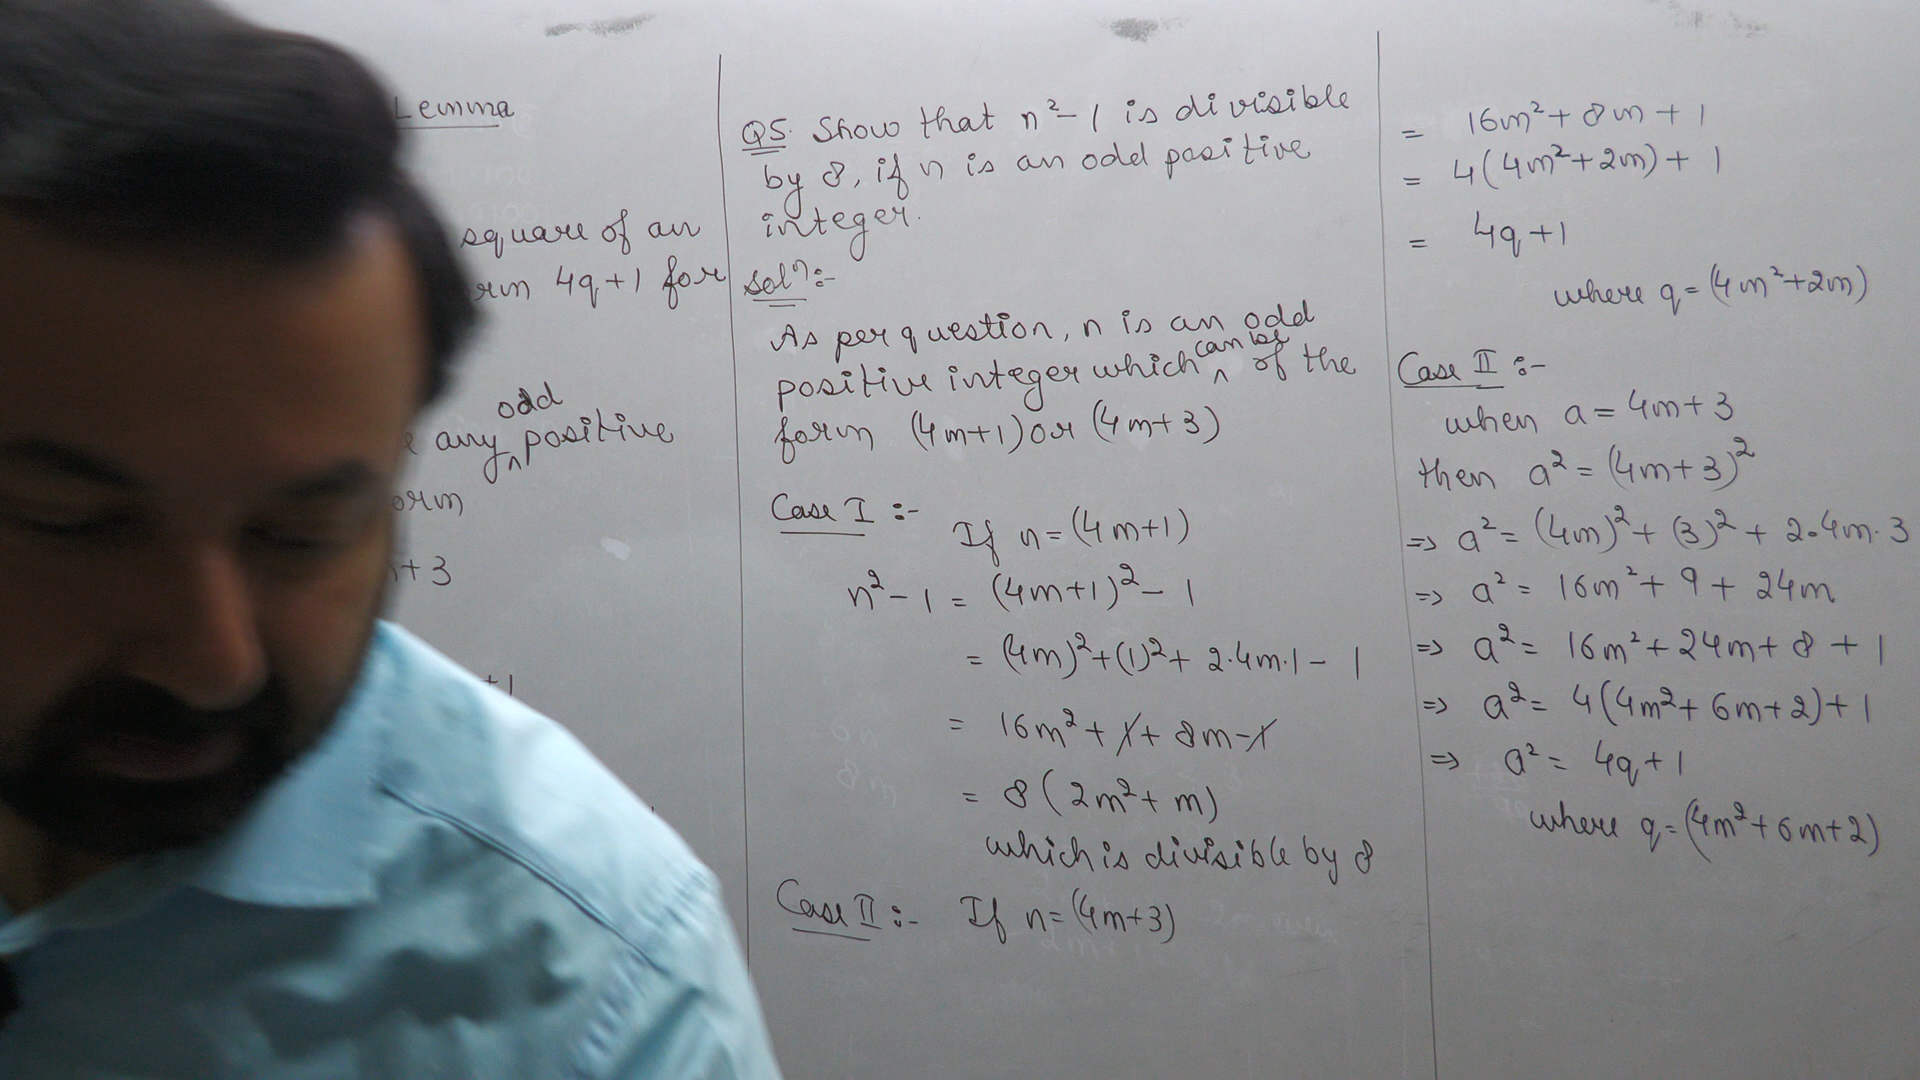 Lemma
square of an
rm 4q+1 for
odd
any ^ positive
orm
+3
+1
Q5. Show that n²-1 is divisible
by 8, if n is an odd positive
integer.
solⁿ:-
As per question, n is an odd
can be
positive integer which ^ of the
form (4m+1) or (4m+3)
Case I :-
If n=(4m+1)
n²-1 = (4m+1)²-1
= (4m)²+(1)²+ 2·4m·1 - 1
= 16m²+1+8m-1
= 8(2m²+m)
which is divisible by 8
Case II :- If n=(4m+3)
= 16m²+8m+1
= 4(4m²+2m)+1
= 4q+1
where q=(4m²+2m)
Case II :-
when a=4m+3
then a²=(4m+3)²
=> a²= (4m)²+(3)²+2·4m·3
=> a²= 16m²+9+24m
=> a²= 16m²+24m+8+1
=> a²= 4(4m²+6m+2)+1
=> a²= 4q+1
where q=(4m²+6m+2)